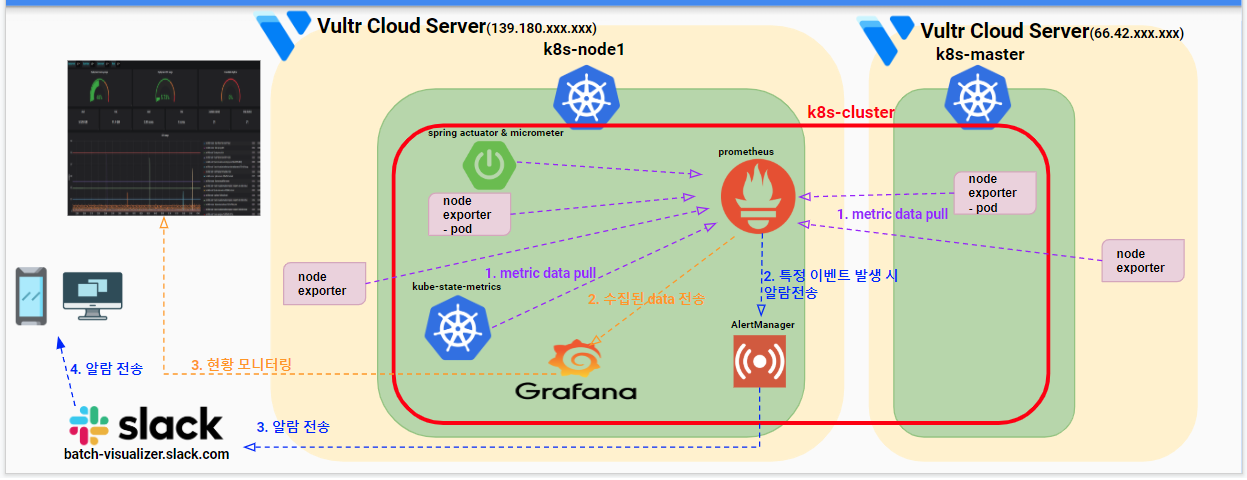 Vultr Cloud Server(139.180.xxx.xxx)
k8s-node1
Vultr Cloud Server(66.42.xxx.xxx)
k8s-master
k8s-cluster
spring actuator & micrometer
prometheus
node
exporter
- pod
node
exporter
- pod
1. metric data pull
node
exporter
node
exporter
1. metric data pull
kube-state-metrics
2. 수집된 data 전송
2. 특정 이벤트 발생 시
알람전송
AlertManager
Grafana
3. 현황 모니터링
4. 알람 전송
slack
batch-visualizer.slack.com
3. 알람 전송